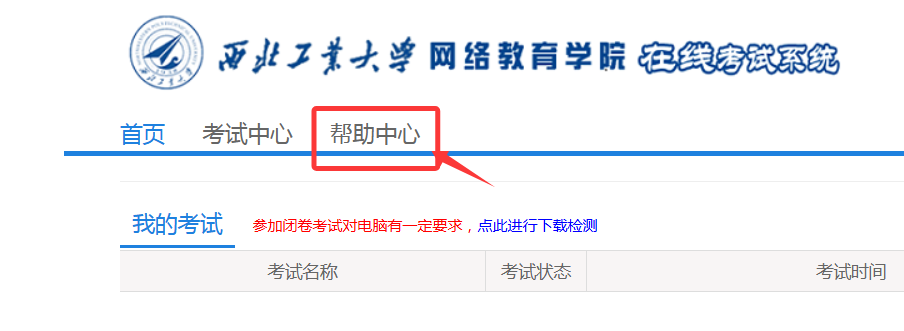 西北工业大学 网络教育学院 在线考试系统
首页 考试中心 帮助中心
我的考试 参加闭卷考试对电脑有一定要求，点此进行下载检测
考试名称 考试状态 考试时间